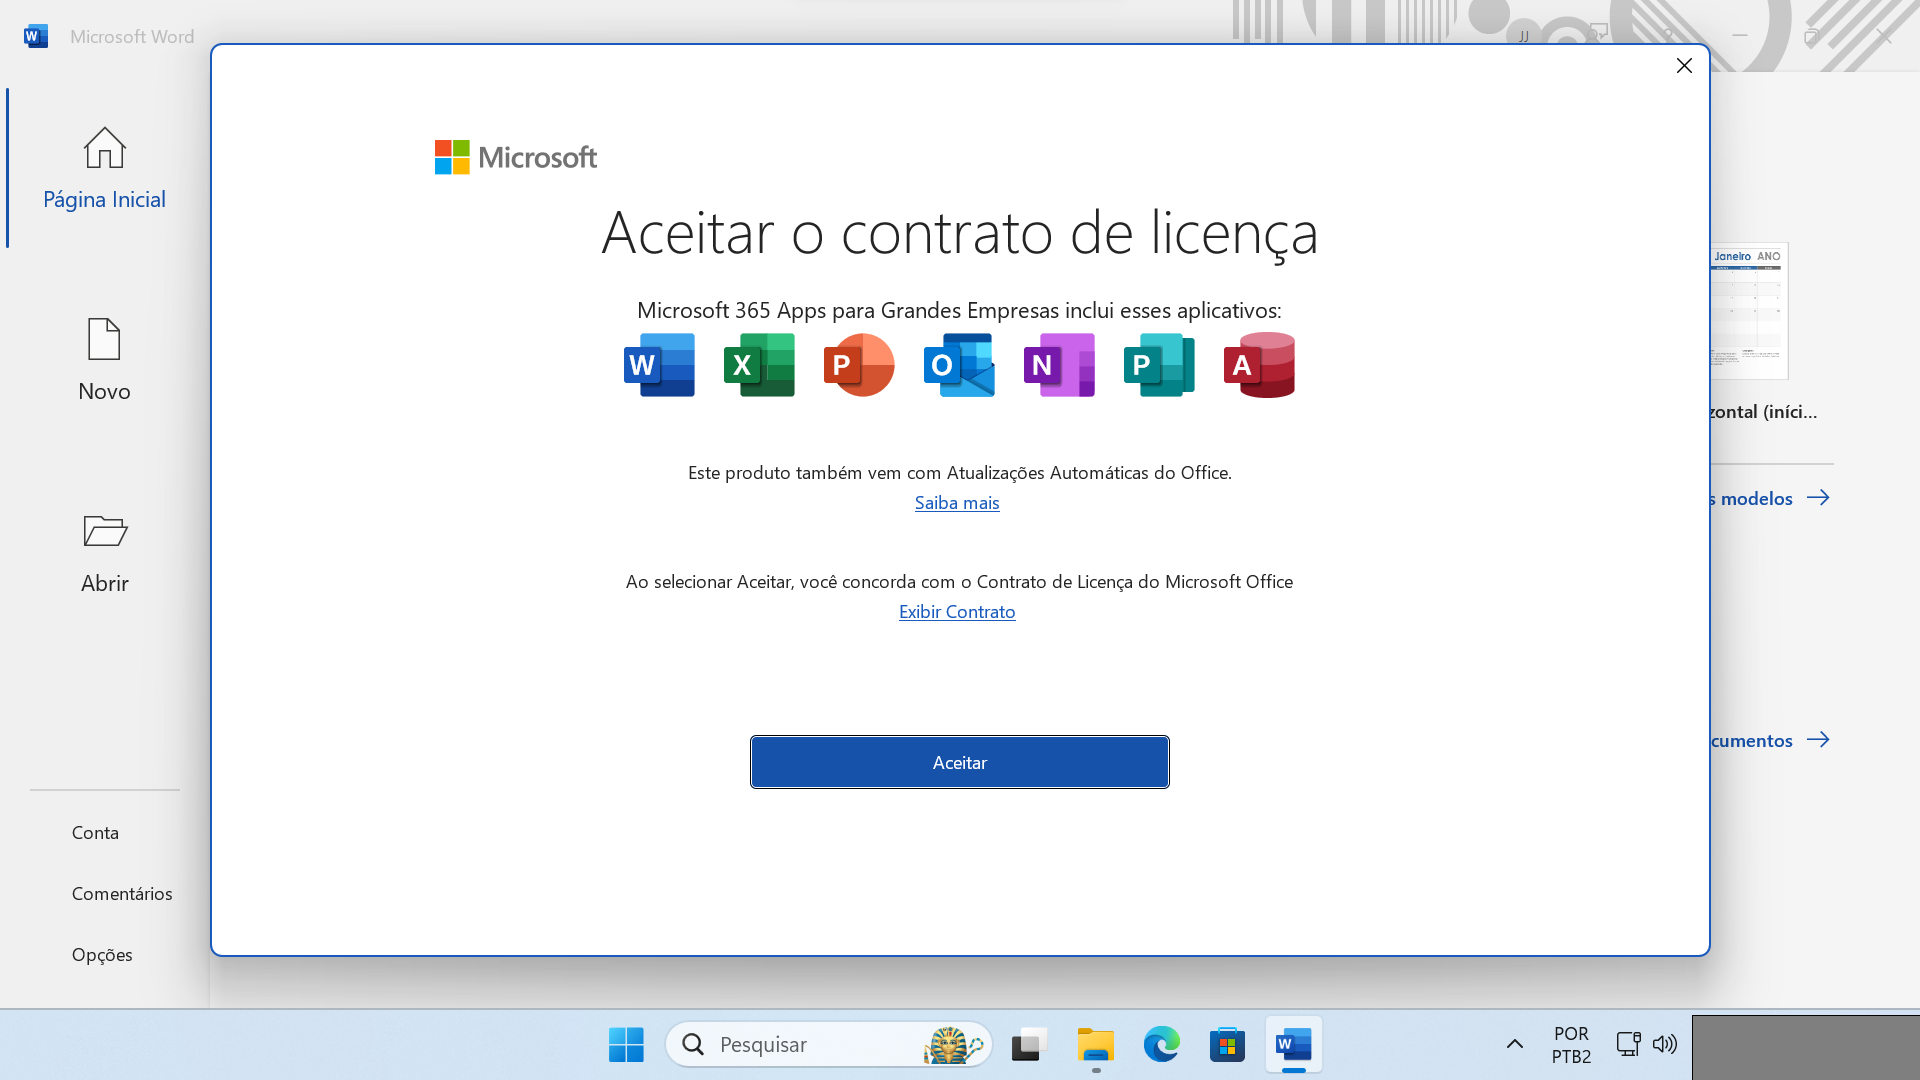 Microsoft Word
JJ
Microsoft
Página Inicial
Aceitar o contrato de licença
Janeiro ANO
Microsoft 365 Apps para Grandes Empresas inclui esses aplicativos:
Novo
zontal (iníci...
Este produto também vem com Atualizações Automáticas do Office.
Saiba mais
s modelos
Abrir
Ao selecionar Aceitar, você concorda com o Contrato de Licença do Microsoft Office
Exibir Contrato
cumentos
Aceitar
Conta
Comentários
Opções
Pesquisar
POR
PTB2